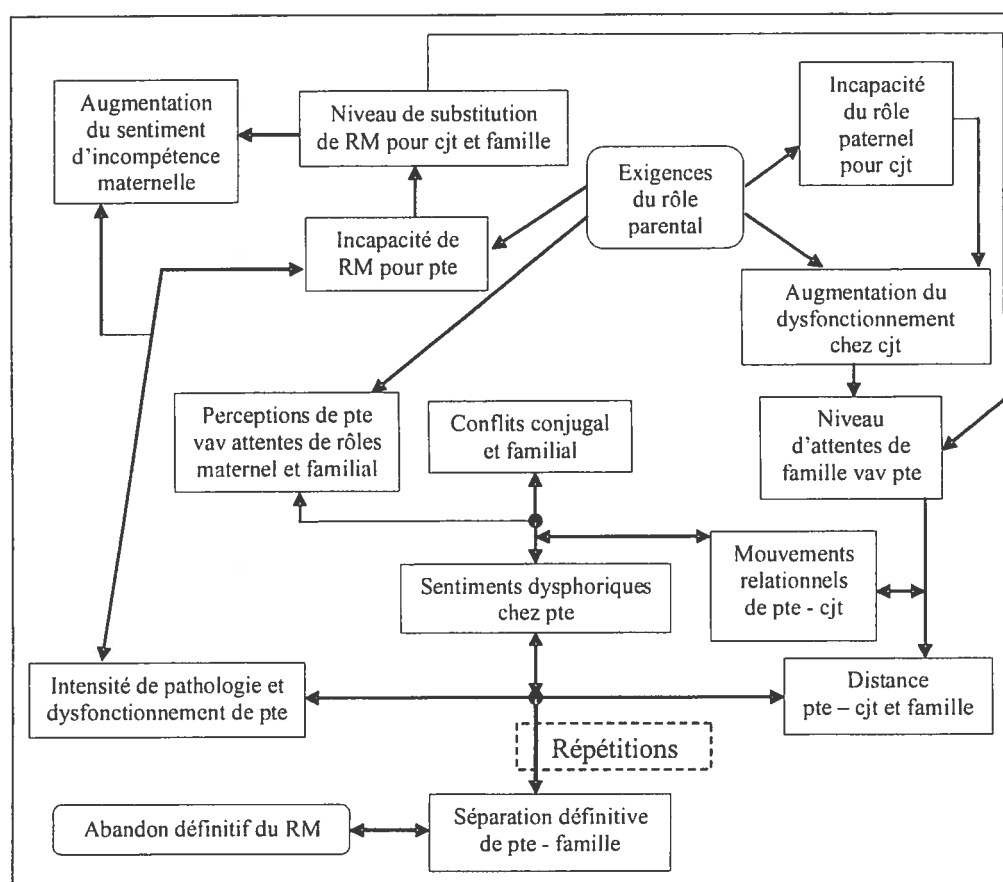 Augmentation
du sentiment
d'incompétence
maternelle
Niveau de substitution
de RM pour cjt et famille
Incapacité
du rôle
paternel
pour cjt
Exigences
du rôle
parental
Incapacité de
RM pour pte
Augmentation du
dysfonctionnement
chez cjt
Perceptions de pte
vav attentes de rôles
maternel et familial
Conflits conjugal
et familial
Niveau
d'attentes de
famille vav pte
Mouvements
relationnels
de pte - cjt
Sentiments dysphoriques
chez pte
Intensité de pathologie et
dysfonctionnement de pte
Distance
pte – cjt et famille
Répétitions
Abandon définitif du RM
Séparation définitive
de pte - famille